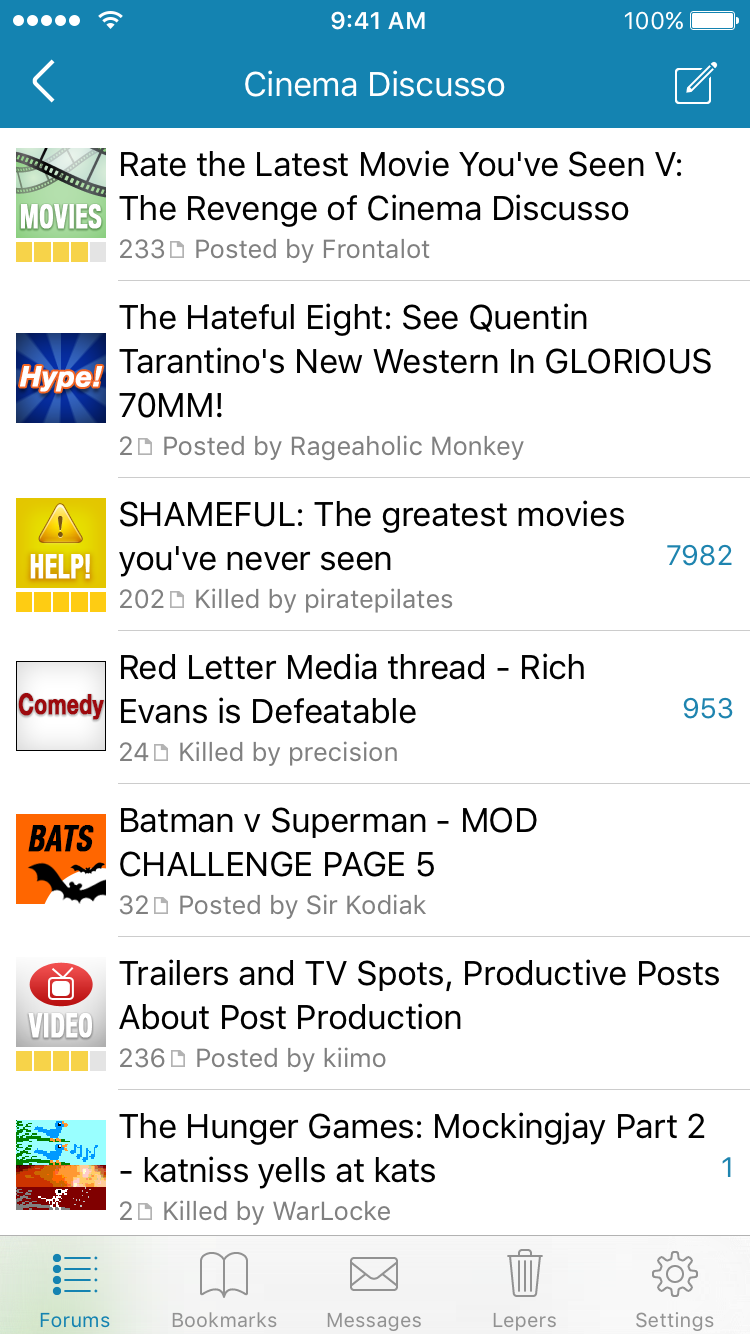 9:41 AM
100%
Cinema Discusso
MOVIES
Rate the Latest Movie You've Seen V:
The Revenge of Cinema Discusso
233 Posted by Frontalot
Hype!
The Hateful Eight: See Quentin
Tarantino's New Western In GLORIOUS
70MM!
2 Posted by Rageaholic Monkey
HELP!
SHAMEFUL: The greatest movies
you've never seen
7982
202 Killed by piratepilates
Comedy
Red Letter Media thread - Rich
Evans is Defeatable
953
24 Killed by precision
BATS
Batman v Superman - MOD
CHALLENGE PAGE 5
32 Posted by Sir Kodiak
VIDEO
Trailers and TV Spots, Productive Posts
About Post Production
236 Posted by kiimo
The Hunger Games: Mockingjay Part 2
- katniss yells at kats
1
2 Killed by WarLocke
Forums
Bookmarks
Messages
Lepers
Settings